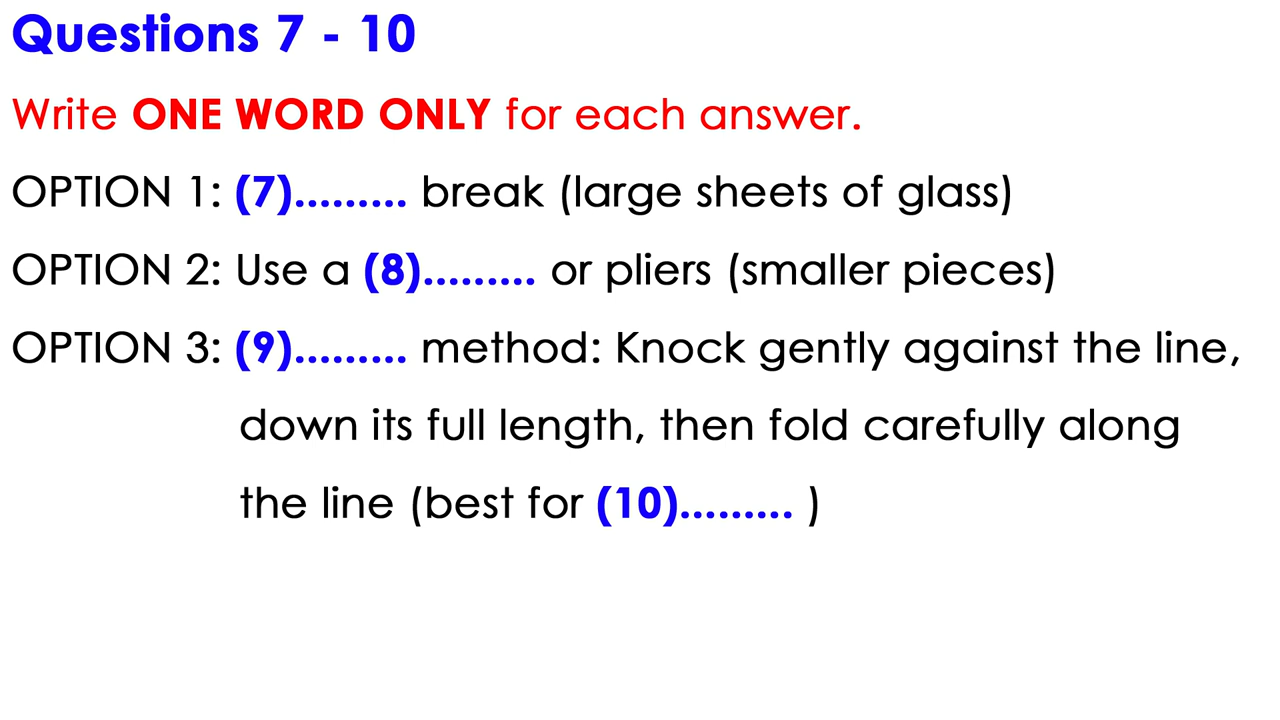 Questions 7 - 10
Write ONE WORD ONLY for each answer.
OPTION 1: (7)......... break (large sheets of glass)
OPTION 2: Use a (8)......... or pliers (smaller pieces)
OPTION 3: (9)......... method: Knock gently against the line,
down its full length, then fold carefully along
the line (best for (10)......... )